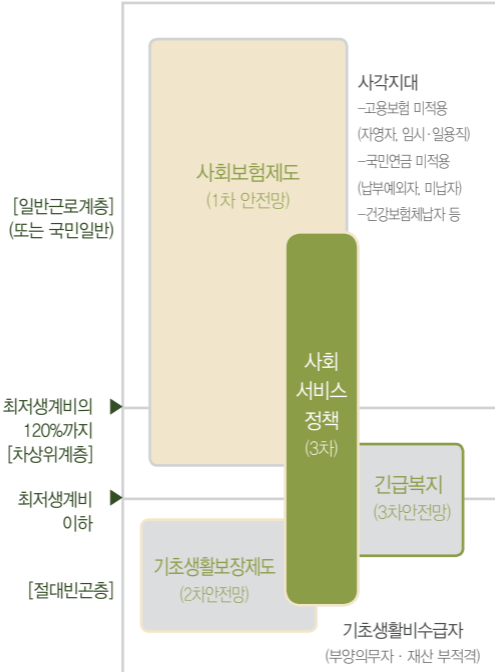 사각지대
-고용보험 미적용
(자영자, 임시·일용직)
-국민연금 미적용
(납부예외자, 미납자)
-건강보험체납자 등
사회보험제도
(1차 안전망)
[일반근로계층]
(또는 국민일반)
사회
서비스
정책
(3차)
최저생계비의
120%까지
[차상위계층]
긴급복지
(3차안전망)
최저생계비
이하
기초생활보장제도
(2차안전망)
[절대빈곤층]
기초생활비수급자
(부양의무자 · 재산 부적격)